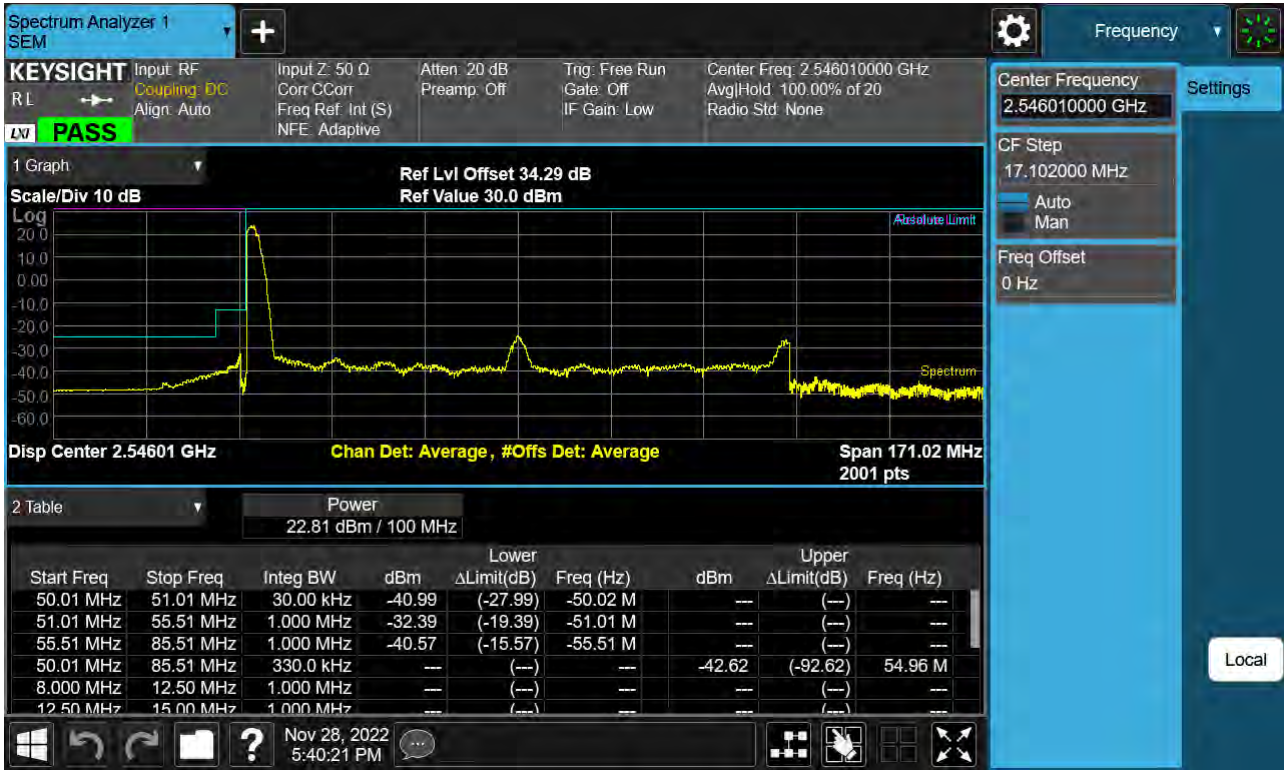 Spectrum Analyzer 1
SEM
Frequency
KEYSIGHT
RL
LXI
PASS
Input: RF
Coupling: DC
Align: Auto
Input Z: 50 Ω
Corr CCorr
Freq Ref: Int (S)
NFE: Adaptive
Atten: 20 dB
Preamp: Off
Trig: Free Run
Gate: Off
IF Gain: Low
Center Freq: 2.546010000 GHz
Avg|Hold: 100.00% of 20
Radio Std: None
Center Frequency
2.546010000 GHz
Settings
CF Step
17.102000 MHz
Auto
Man
Freq Offset
0 Hz
Local
1 Graph
Scale/Div 10 dB
Ref Lvl Offset 34.29 dB
Ref Value 30.0 dBm
Log
20.0
10.0
0.00
-10.0
-20.0
-30.0
-40.0
-50.0
-60.0
Limit
Spectrum
Disp Center 2.54601 GHz
Chan Det: Average , #Offs Det: Average
Span 171.02 MHz
2001 pts
2 Table
Power
22.81 dBm / 100 MHz
Lower Upper
Start Freq Stop Freq Integ BW dBm ΔLimit(dB) Freq (Hz) dBm ΔLimit(dB) Freq (Hz)
50.01 MHz 51.01 MHz 30.00 kHz -40.99 (-27.99) -50.02 M --- (---) ---
51.01 MHz 55.51 MHz 1.000 MHz -32.39 (-19.39) -51.01 M --- (---) ---
55.51 MHz 85.51 MHz 1.000 MHz -40.57 (-15.57) -55.51 M --- (---) ---
50.01 MHz 85.51 MHz 330.0 kHz --- (---) --- -42.62 (-92.62) 54.96 M
8.000 MHz 12.50 MHz 1.000 MHz --- (---) --- --- (---) ---
12.50 MHz 15.00 MHz 1.000 MHz --- (---) --- --- (---) ---
?
Nov 28, 2022
5:40:21 PM